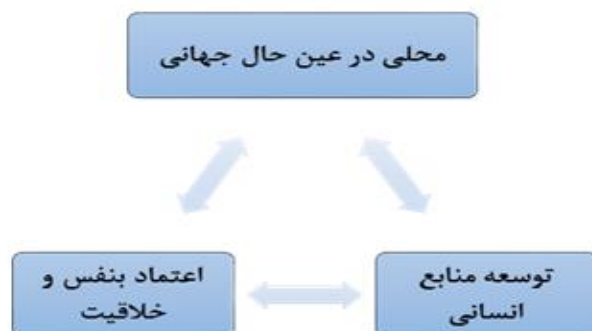 محلی در عین حال جهانی
توسعه منابع
انسانی
اعتماد بنفس و
خلاقیت